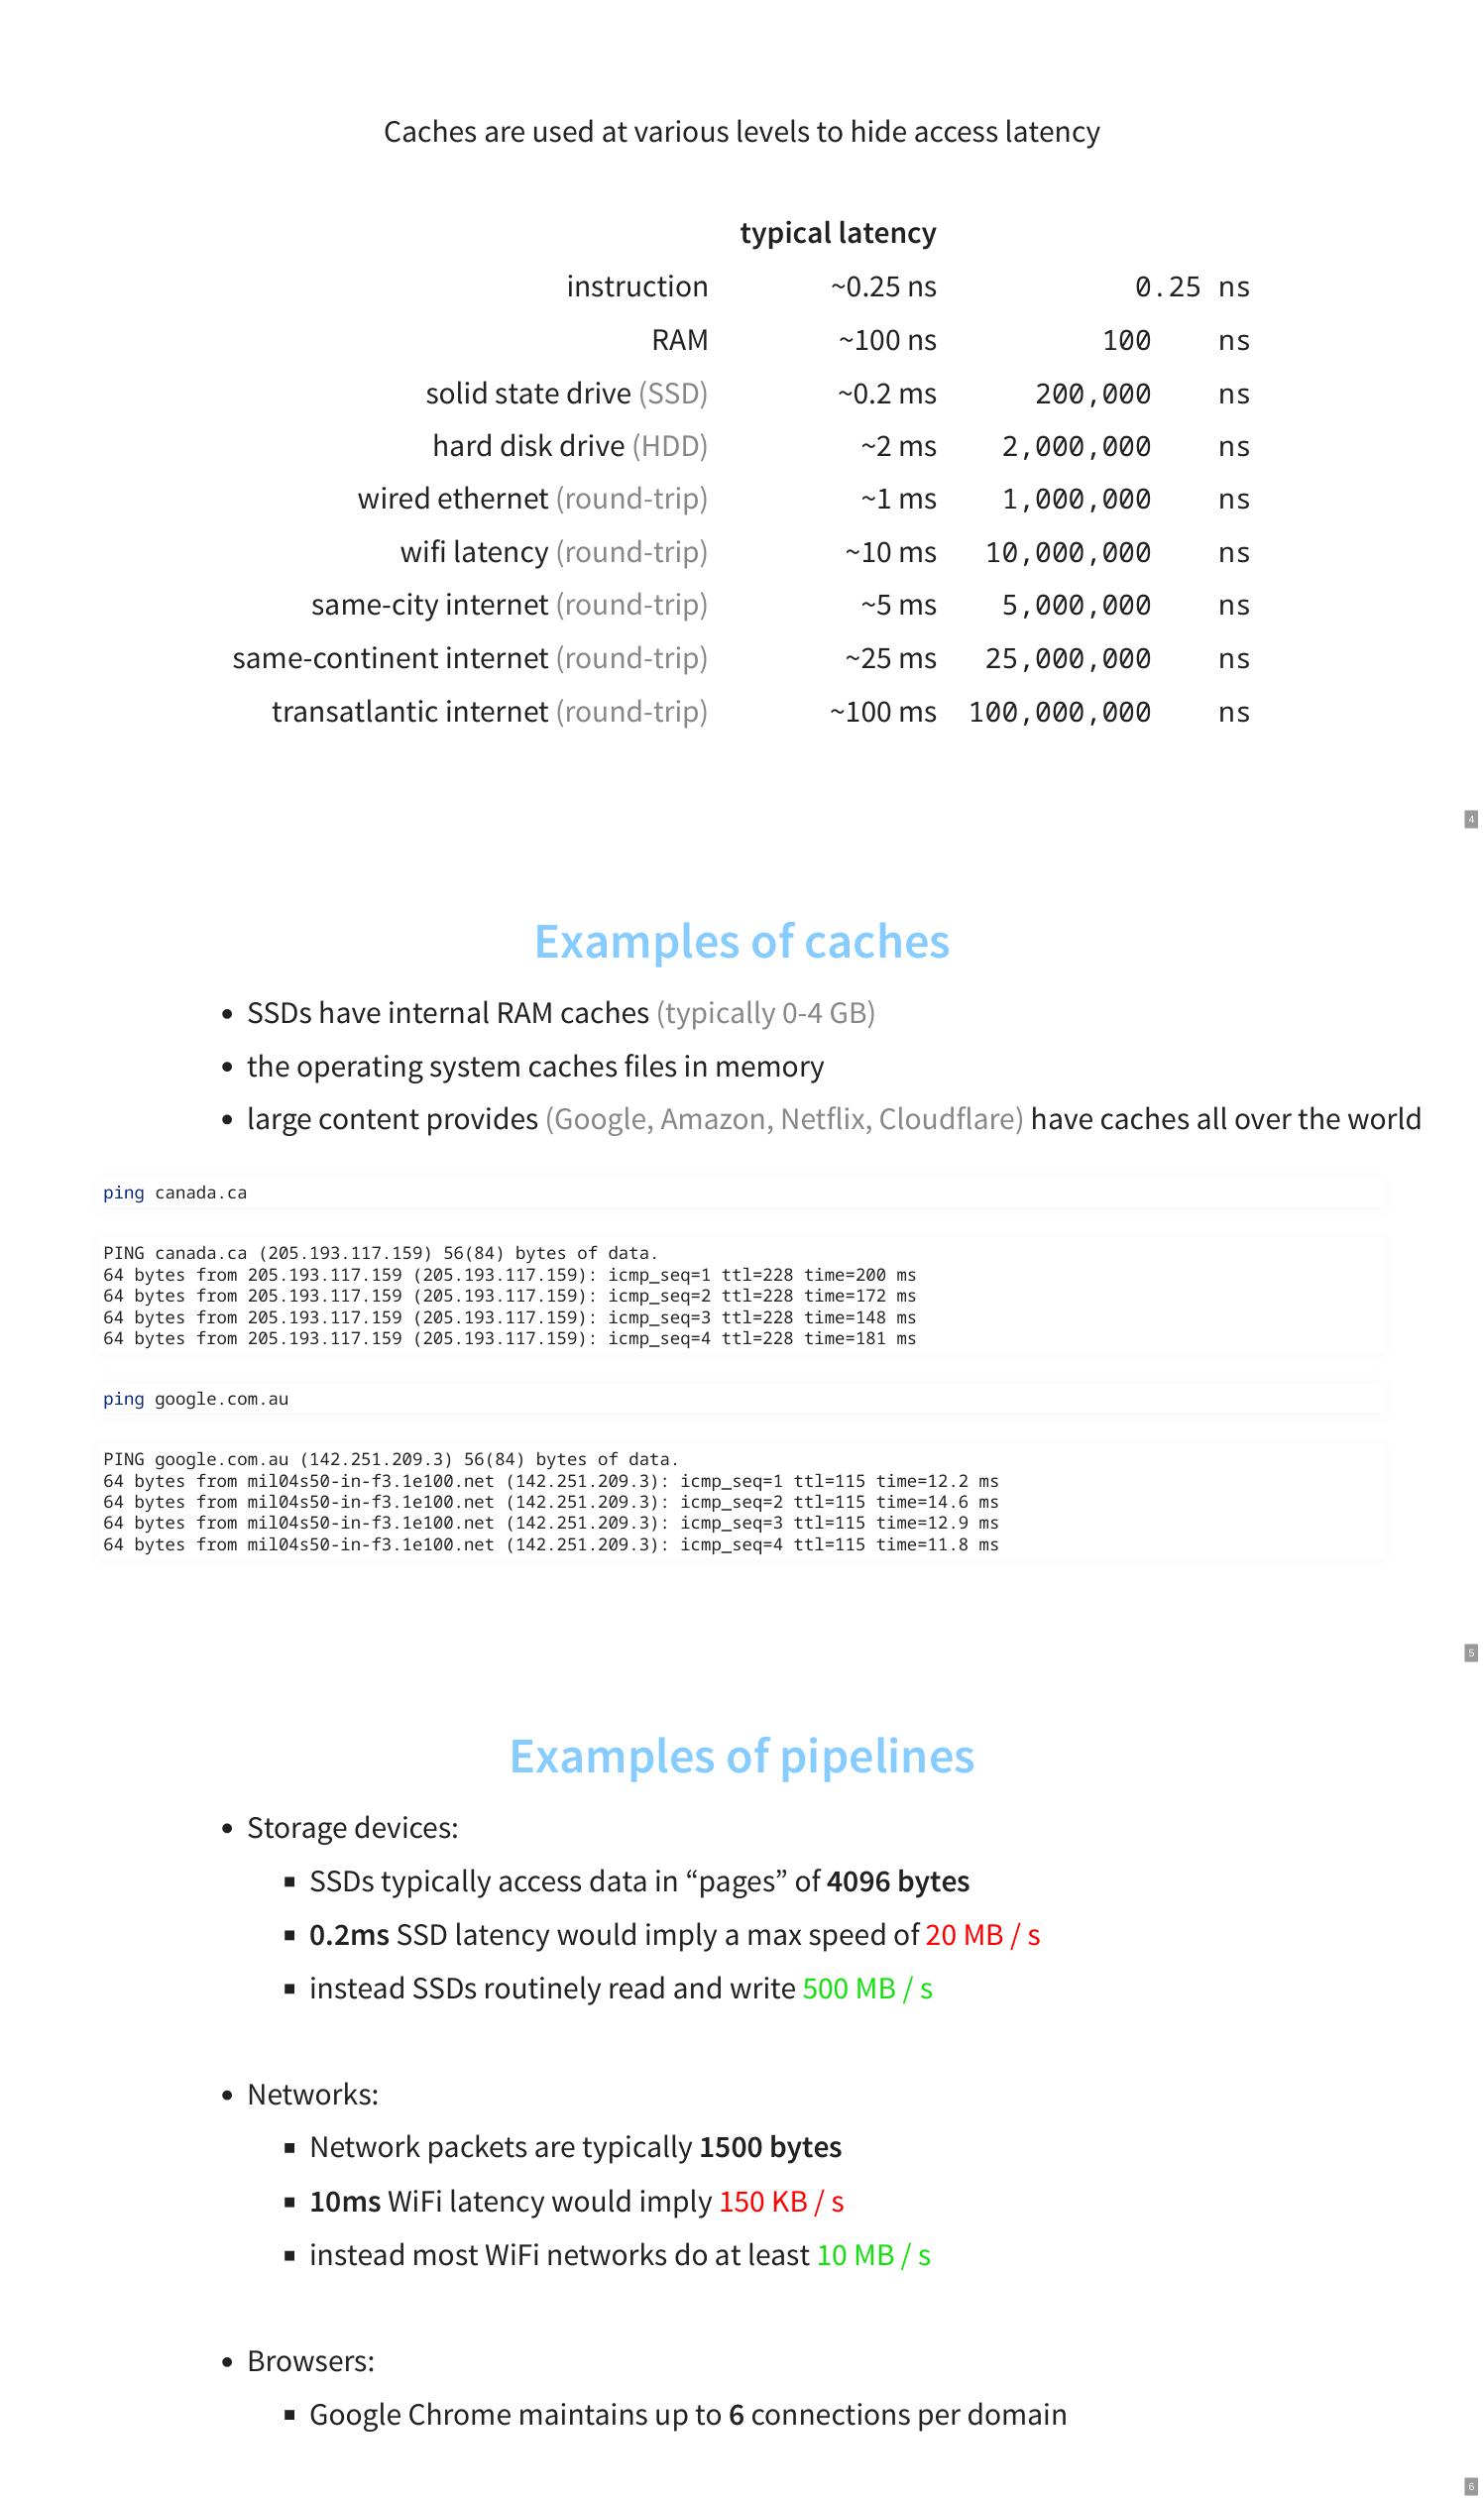 Caches are used at various levels to hide access latency
typical latency
instruction ~0.25 ns 0.25 ns
RAM ~100 ns 100 ns
solid state drive (SSD) ~0.2 ms 200,000 ns
hard disk drive (HDD) ~2 ms 2,000,000 ns
wired ethernet (round-trip) ~1 ms 1,000,000 ns
wifi latency (round-trip) ~10 ms 10,000,000 ns
same-city internet (round-trip) ~5 ms 5,000,000 ns
same-continent internet (round-trip) ~25 ms 25,000,000 ns
transatlantic internet (round-trip) ~100 ms 100,000,000 ns
4
Examples of caches
• SSDs have internal RAM caches (typically 0-4 GB)
• the operating system caches files in memory
• large content provides (Google, Amazon, Netflix, Cloudflare) have caches all over the world
ping canada.ca
PING canada.ca (205.193.117.159) 56(84) bytes of data.
64 bytes from 205.193.117.159 (205.193.117.159): icmp_seq=1 ttl=228 time=200 ms
64 bytes from 205.193.117.159 (205.193.117.159): icmp_seq=2 ttl=228 time=172 ms
64 bytes from 205.193.117.159 (205.193.117.159): icmp_seq=3 ttl=228 time=148 ms
64 bytes from 205.193.117.159 (205.193.117.159): icmp_seq=4 ttl=228 time=181 ms
ping google.com.au
PING google.com.au (142.251.209.3) 56(84) bytes of data.
64 bytes from mil04s50-in-f3.1e100.net (142.251.209.3): icmp_seq=1 ttl=115 time=12.2 ms
64 bytes from mil04s50-in-f3.1e100.net (142.251.209.3): icmp_seq=2 ttl=115 time=14.6 ms
64 bytes from mil04s50-in-f3.1e100.net (142.251.209.3): icmp_seq=3 ttl=115 time=12.9 ms
64 bytes from mil04s50-in-f3.1e100.net (142.251.209.3): icmp_seq=4 ttl=115 time=11.8 ms
5
Examples of pipelines
• Storage devices:
▪ SSDs typically access data in “pages” of 4096 bytes
▪ 0.2ms SSD latency would imply a max speed of 20 MB / s
▪ instead SSDs routinely read and write 500 MB / s
• Networks:
▪ Network packets are typically 1500 bytes
▪ 10ms WiFi latency would imply 150 KB / s
▪ instead most WiFi networks do at least 10 MB / s
• Browsers:
▪ Google Chrome maintains up to 6 connections per domain
6